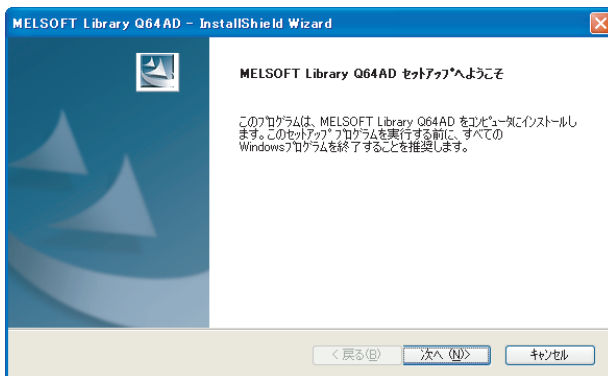 MELSOFT Library Q64AD - InstallShield Wizard
MELSOFT Library Q64AD ｾｯﾄｱｯﾌﾟへようこそ
このﾌﾟﾛｸﾞﾗﾑは、MELSOFT Library Q64AD をｺﾝﾋﾟｭｰﾀにインストールし
ます。このｾｯﾄｱｯﾌﾟ ﾌﾟﾛｸﾞﾗﾑを実行する前に、すべての
Windowsﾌﾟﾛｸﾞﾗﾑを終了することを推奨します。
< 戻る(B)
次へ (N)>
ｷｬﾝｾﾙ